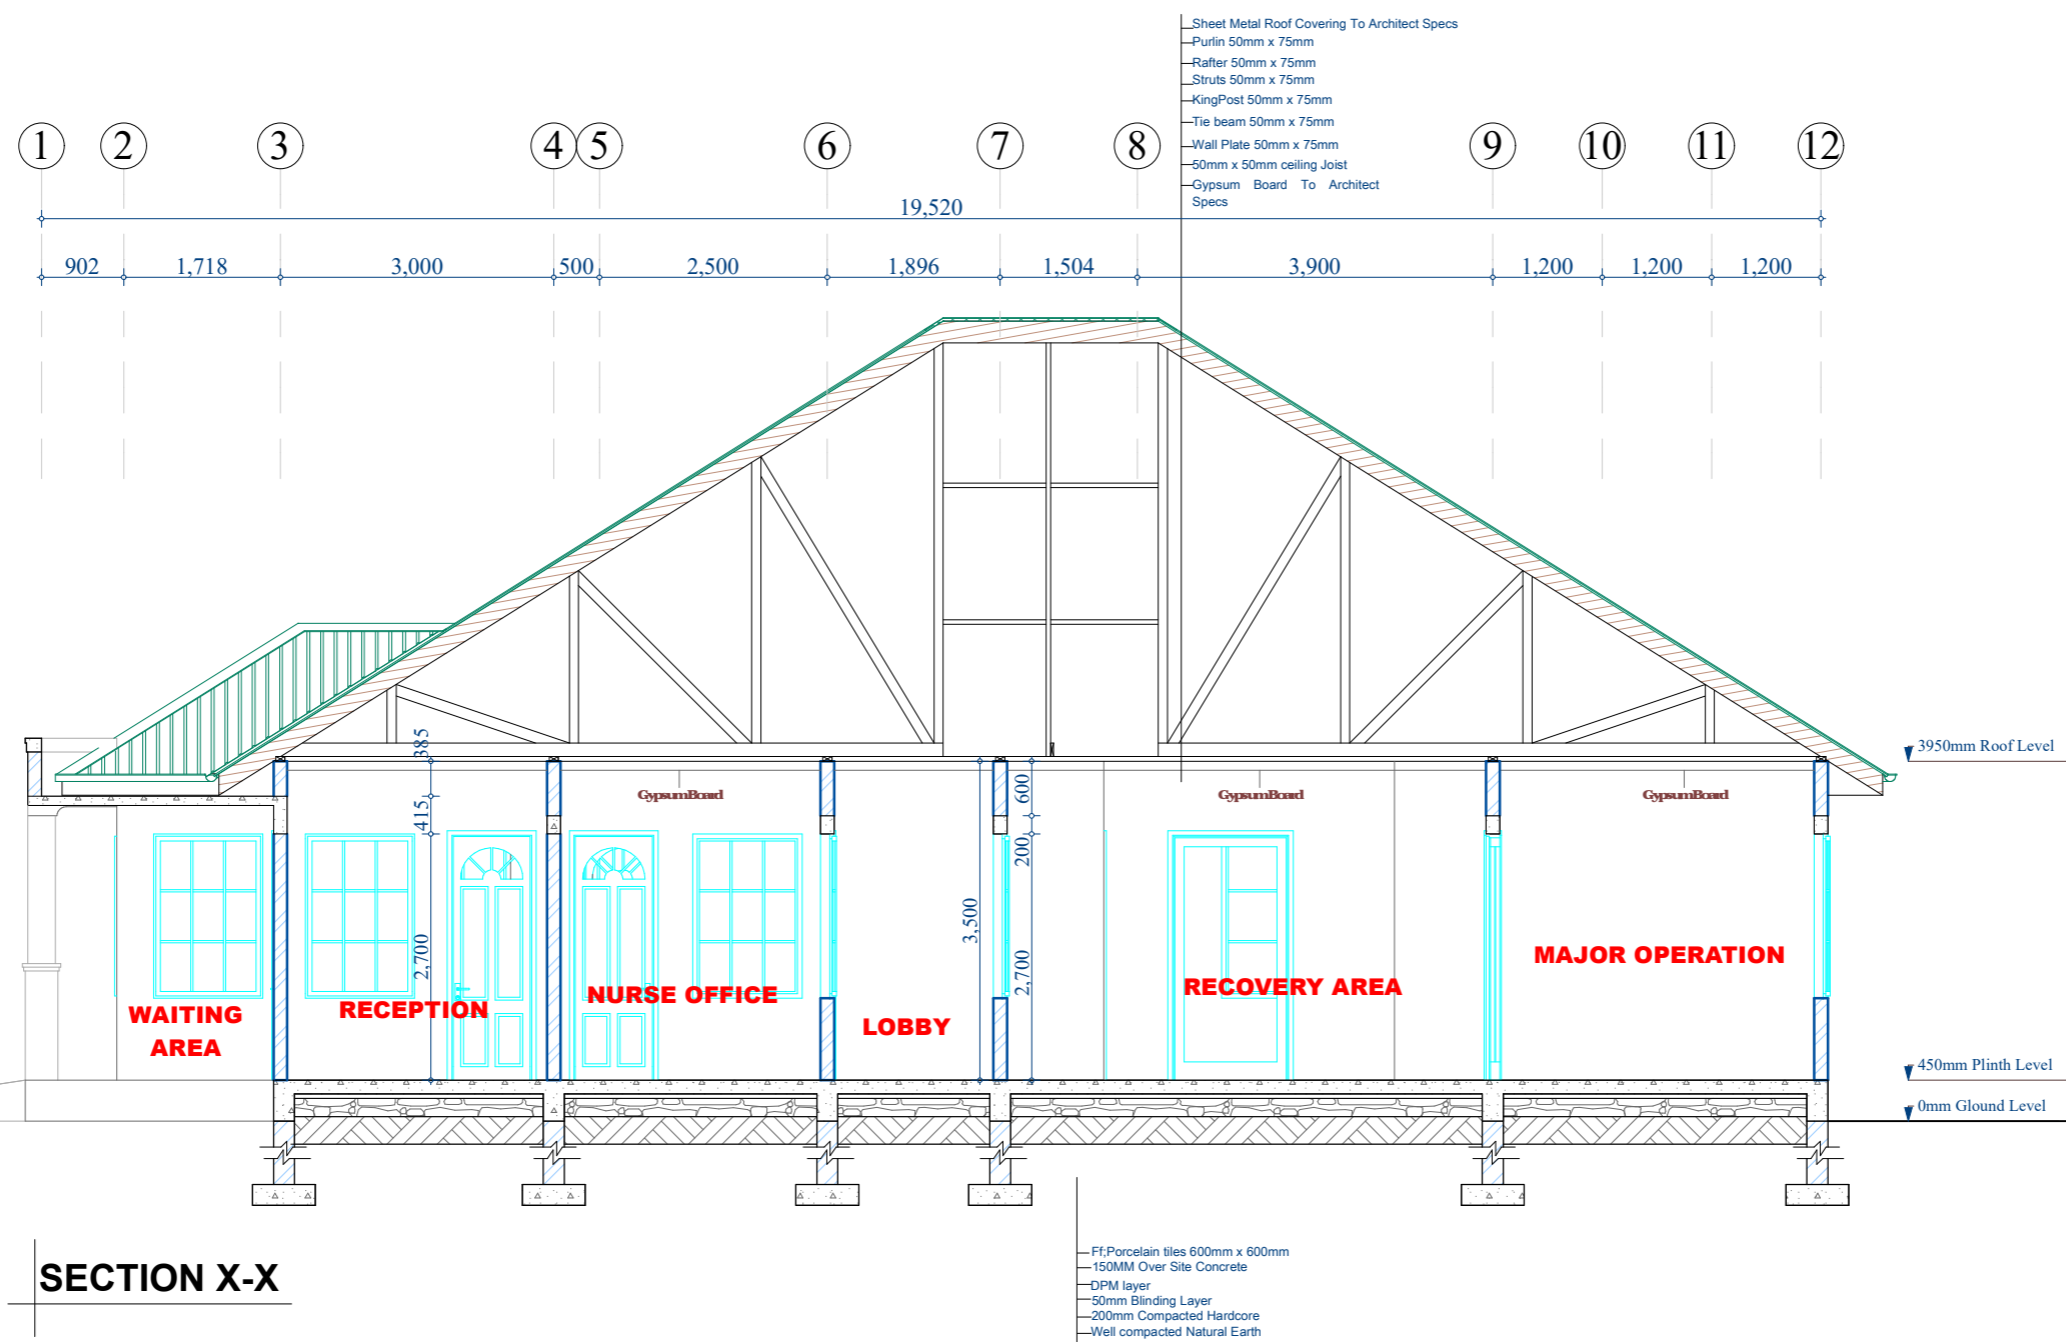 Sheet Metal Roof Covering To Architect Specs
Purlin 50mm x 75mm
Rafter 50mm x 75mm
Struts 50mm x 75mm
KingPost 50mm x 75mm
Tie beam 50mm x 75mm
Wall Plate 50mm x 75mm
50mm x 50mm ceiling Joist
Gypsum Board To Architect
Specs
1 2 3 4 5 6 7 8 9 10 11 12
19,520
902 1,718 3,000 500 2,500 1,896 1,504 3,900 1,200 1,200 1,200
385
415
2,700
3,500
600
200
2,700
3950mm Roof Level
GypsumBoard GypsumBoard GypsumBoard
WAITING
AREA
RECEPTION
NURSE OFFICE
LOBBY
RECOVERY AREA
MAJOR OPERATION
450mm Plinth Level
0mm Glound Level
SECTION X-X
Ff;Porcelain tiles 600mm x 600mm
150MM Over Site Concrete
DPM layer
50mm Blinding Layer
200mm Compacted Hardcore
Well compacted Natural Earth